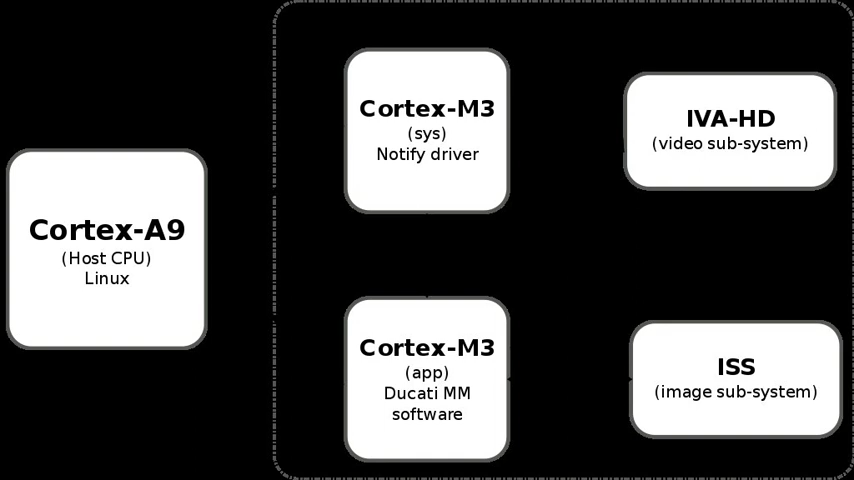 Cortex-A9
(Host CPU)
Linux
Cortex-M3
(sys)
Notify driver
IVA-HD
(video sub-system)
Cortex-M3
(app)
Ducati MM
software
ISS
(image sub-system)